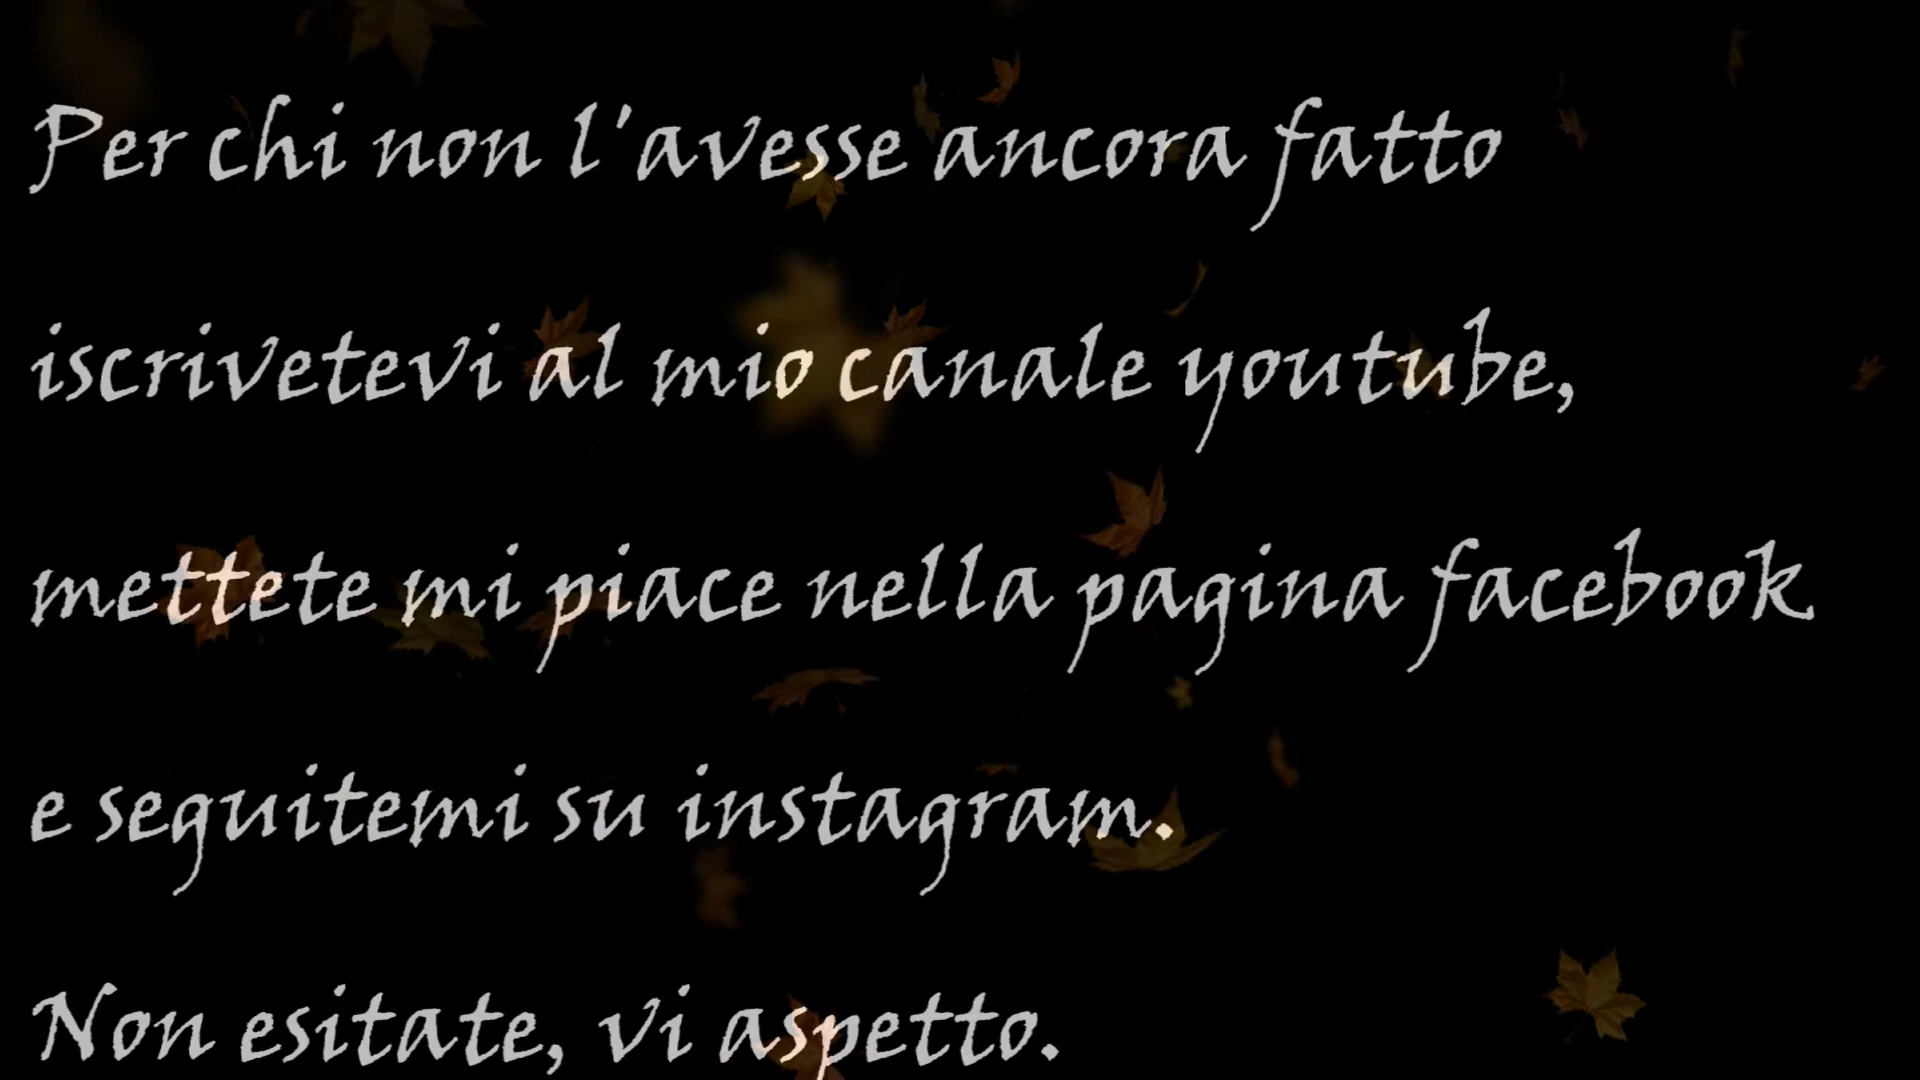 Per chi non l'avesse ancora fatto
iscrivetevi al mio canale youtube,
mettete mi piace nella pagina facebook
e seguitemi su instagram.
Non esitate, vi aspetto.